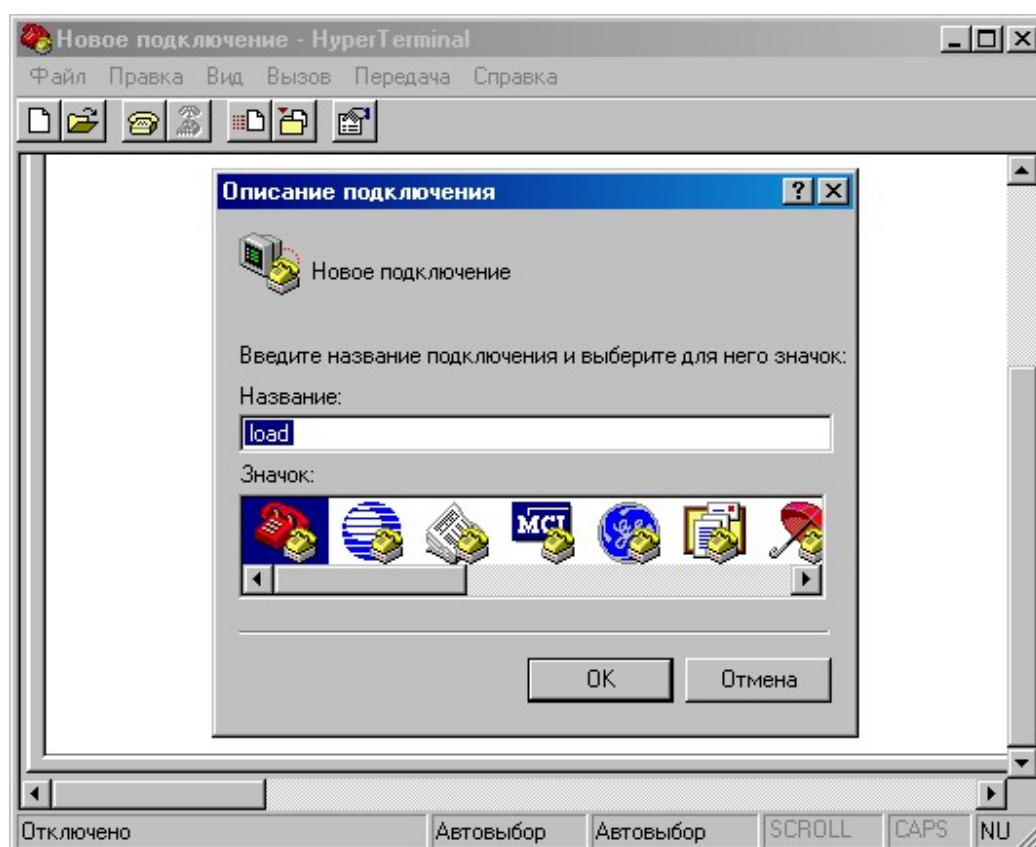 Новое подключение - HyperTerminal
Файл Правка Вид Вызов Передача Справка
Описание подключения
Новое подключение
Введите название подключения и выберите для него значок:
Название:
load
Значок:
MCI
OK Отмена
Отключено Автовыбор Автовыбор SCROLL CAPS NU